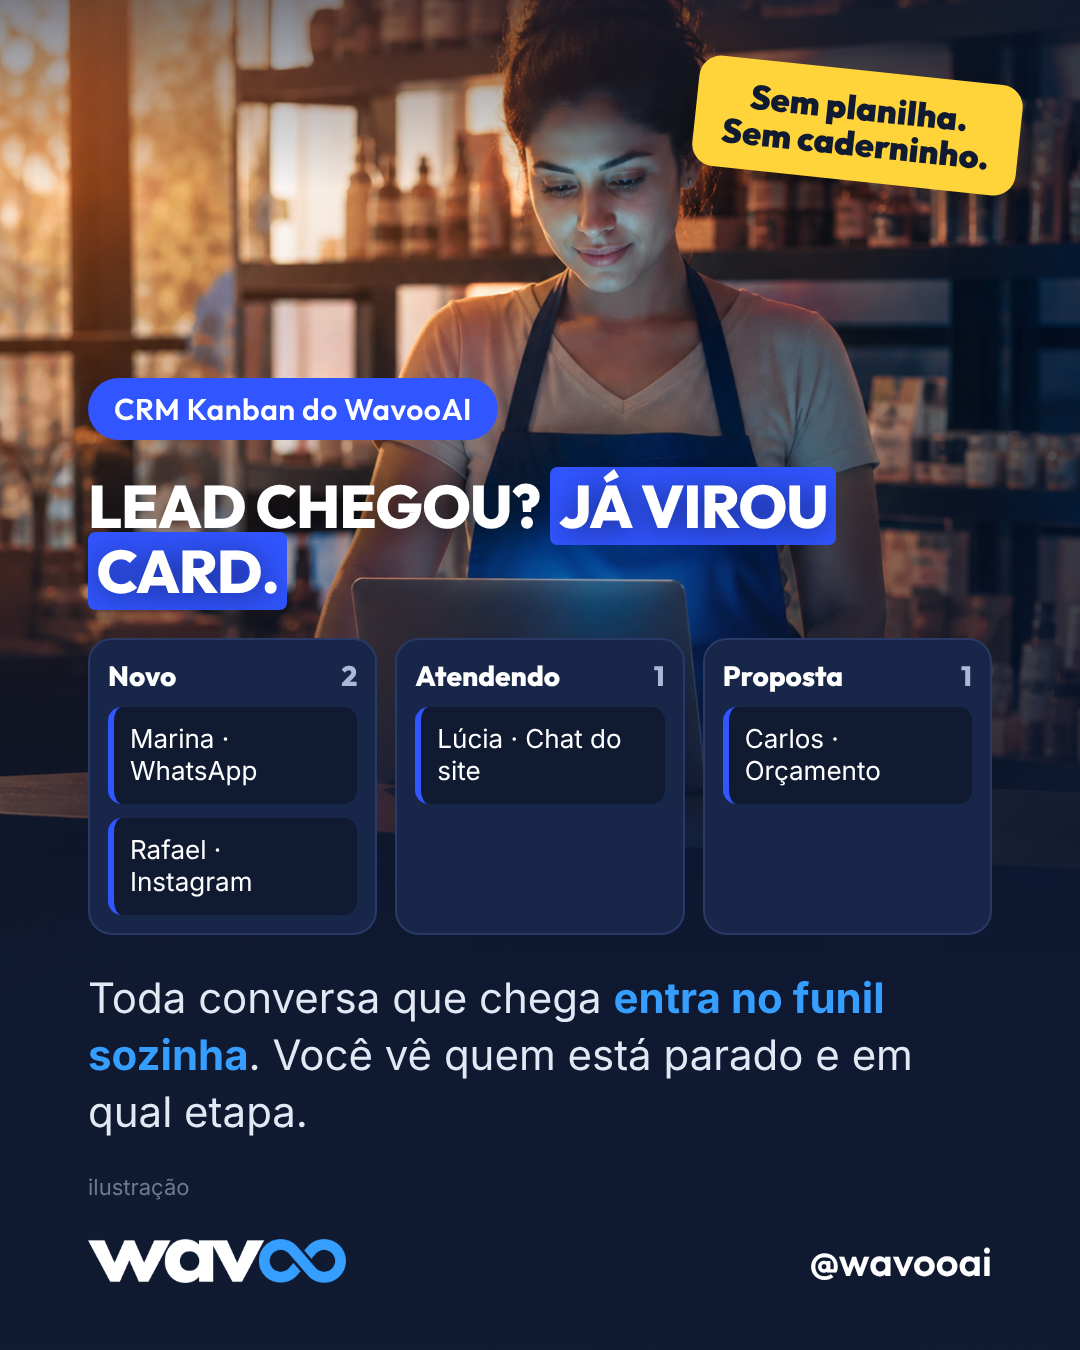 Sem planilha.
Sem caderninho.
CRM Kanban do WavooAI
LEAD CHEGOU? JÁ VIROU
CARD.
Novo 2
Marina ·
WhatsApp
Rafael ·
Instagram
Atendendo 1
Lúcia · Chat do
site
Proposta 1
Carlos ·
Orçamento
Toda conversa que chega entra no funil
sozinha. Você vê quem está parado e em
qual etapa.
ilustração
wavoo
@wavooai